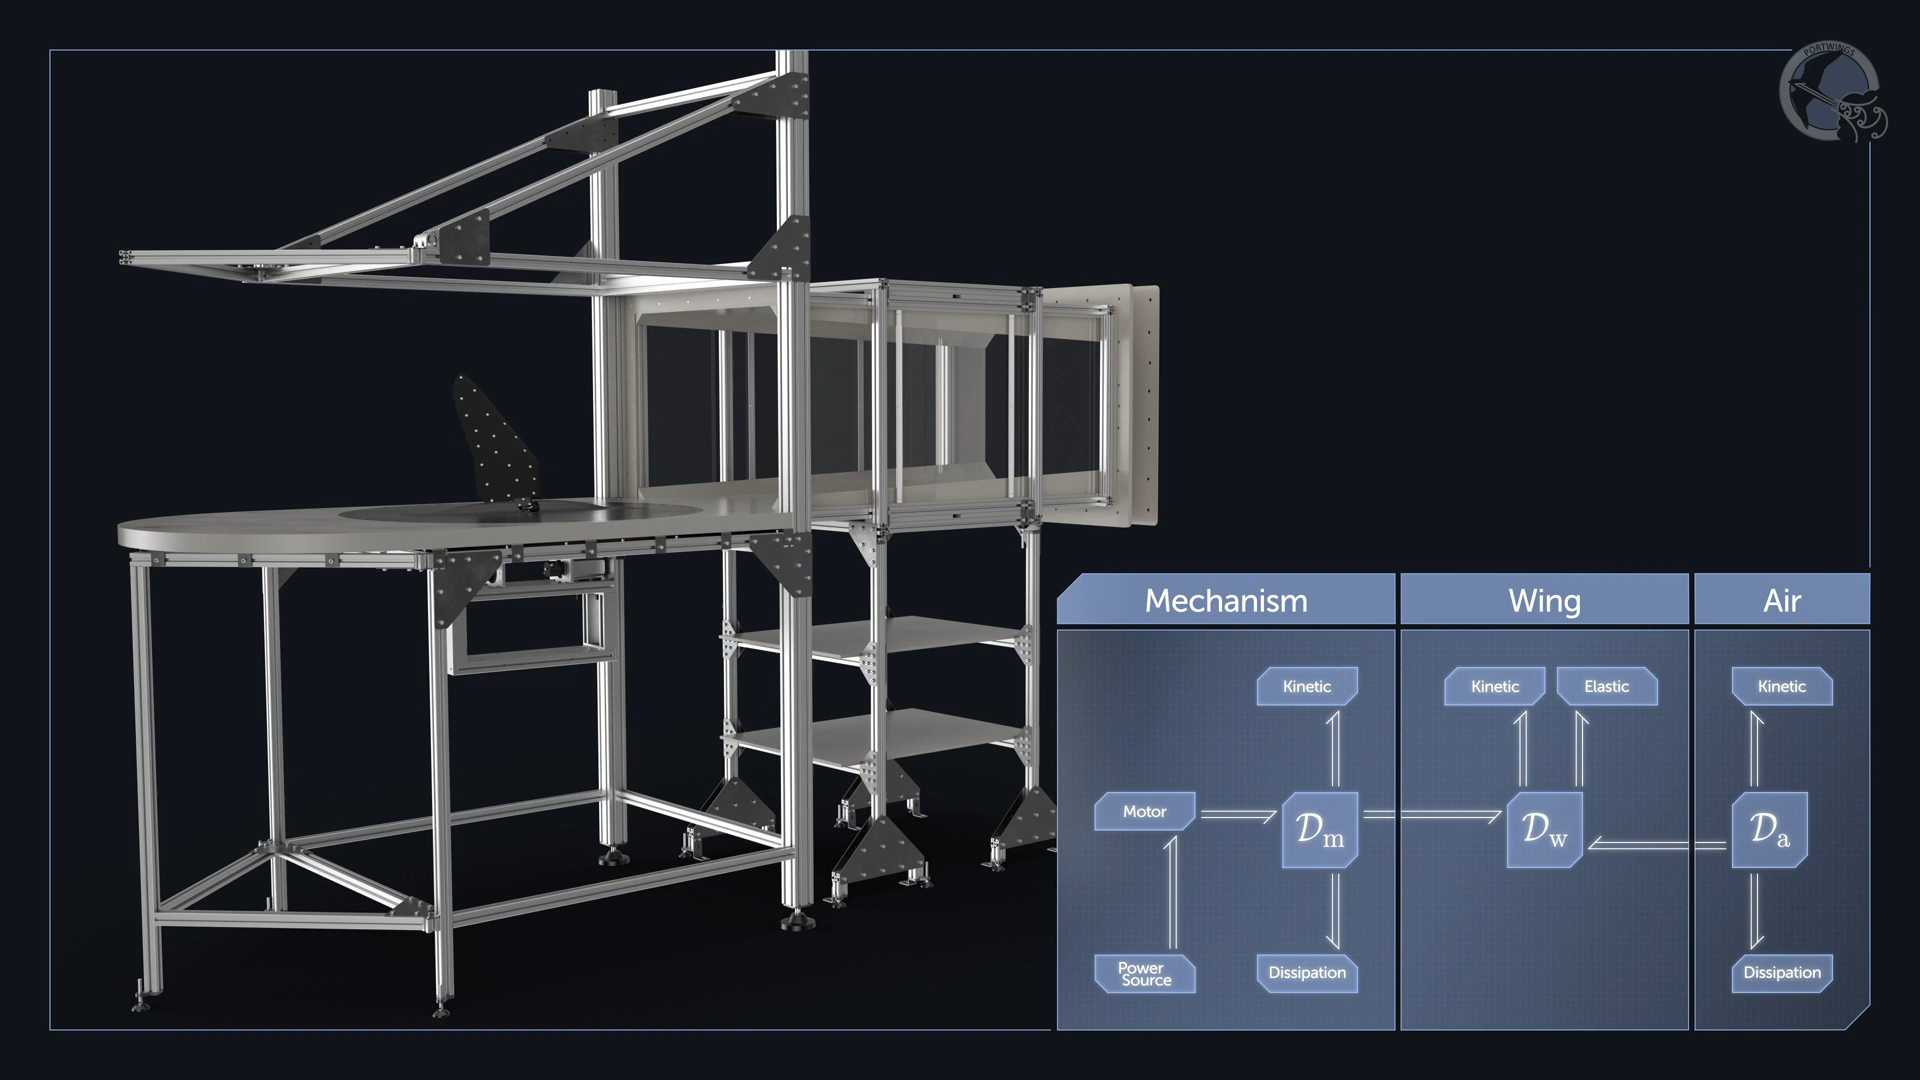 PORTWINGS
Mechanism
Wing
Air
Kinetic
Kinetic
Elastic
Kinetic
Motor
𝒟m
𝒟w
𝒟a
Power
Source
Dissipation
Dissipation